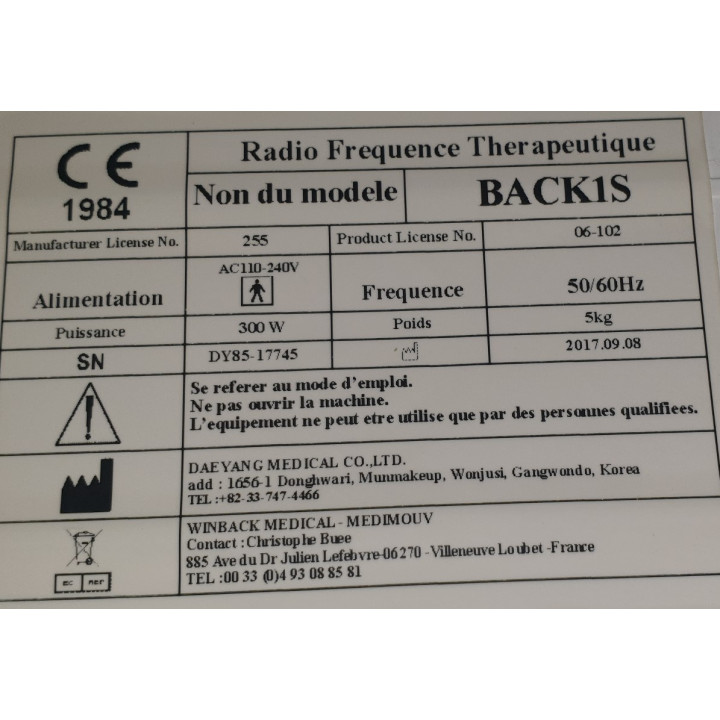 CE
1984
Radio Frequence Therapeutique
Non du modele BACK1S
Manufacturer License No. 255 Product License No. 06-102
Alimentation AC110-240V Frequence 50/60Hz
Puissance 300 W Poids 5kg
SN DY85-17745 2017.09.08
Se referer au mode d'emploi.
Ne pas ouvrir la machine.
L'equipement ne peut etre utilise que par des personnes qualifiees.
DAEYANG MEDICAL CO.,LTD.
add : 1656-1 Donghwari, Munmakeup, Wonjusi, Gangwondo, Korea
TEL :+82-33-747-4466
WINBACK MEDICAL - MEDIMOUV
Contact : Christophe Buee
885 Ave du Dr Julien Lefebvre-06270 -Villeneuve Loubet -France
TEL :00 33 (0)4 93 08 85 81
EC REP